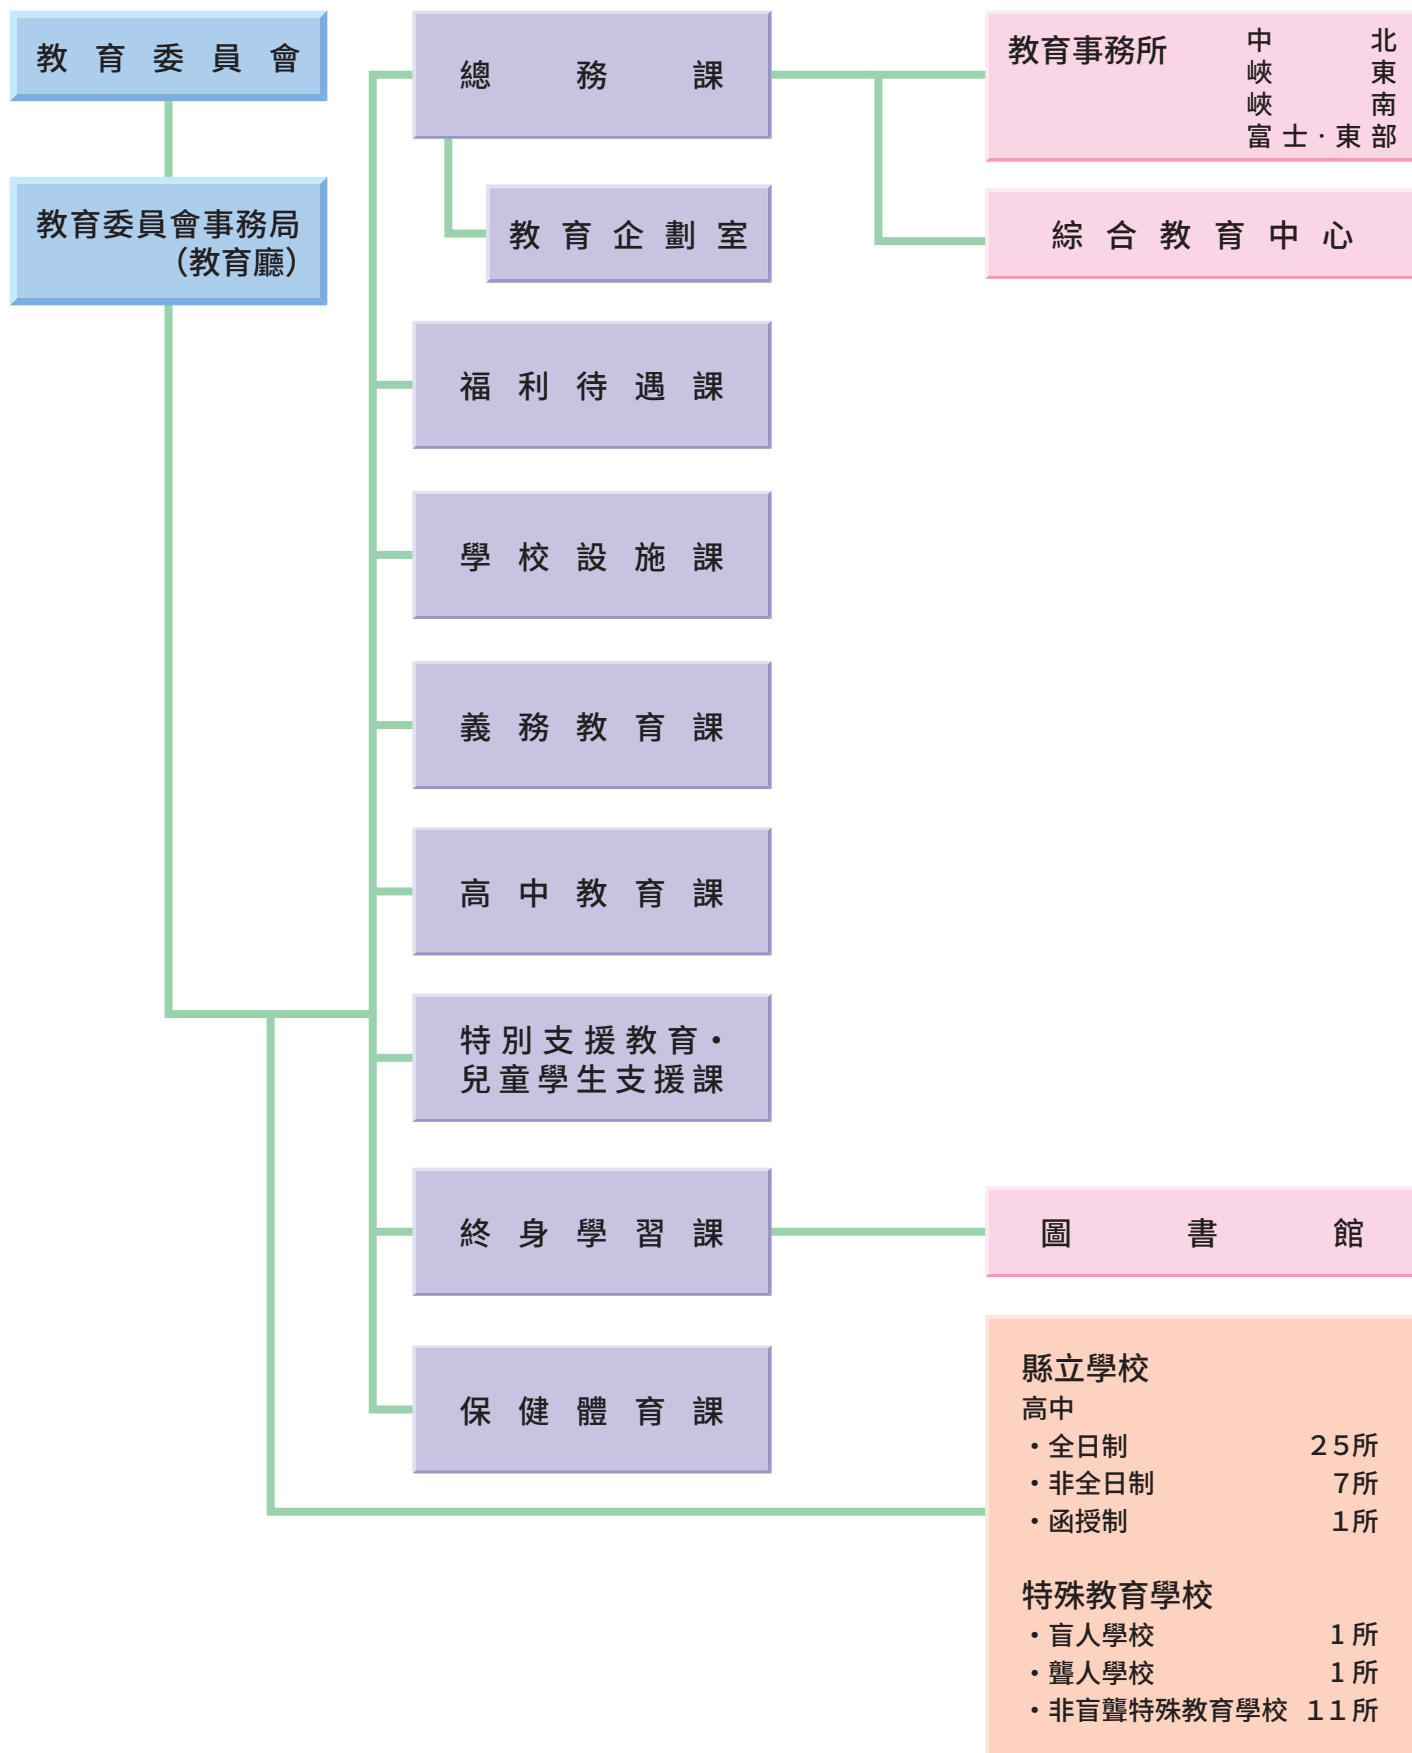 教育委員會
教育委員會事務局
（教育廳）
總務課
教育企劃室
福利待遇課
學校設施課
義務教育課
高中教育課
特別支援教育・
兒童學生支援課
終身學習課
保健體育課
教育事務所
中北
峽東
峽南
富士・東部
綜合教育中心
圖書館
縣立學校
高中
・全日制 25所
・非全日制 7所
・函授制 1所
特殊教育學校
・盲人學校 1所
・聾人學校 1所
・非盲聾特殊教育學校 11所